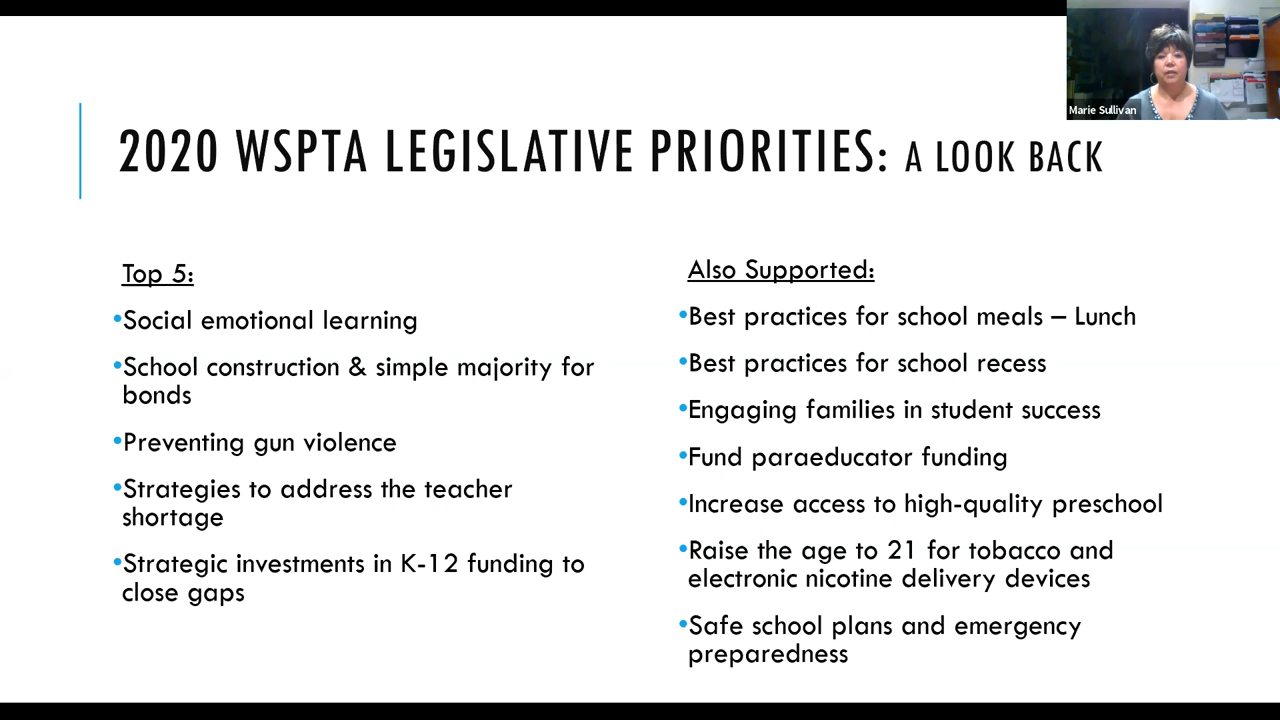 Marie Sullivan
2020 WSPTA LEGISLATIVE PRIORITIES: A LOOK BACK
Top 5:
•Social emotional learning
•School construction & simple majority for
bonds
•Preventing gun violence
•Strategies to address the teacher
shortage
•Strategic investments in K-12 funding to
close gaps
Also Supported:
•Best practices for school meals – Lunch
•Best practices for school recess
•Engaging families in student success
•Fund paraeducator funding
•Increase access to high-quality preschool
•Raise the age to 21 for tobacco and
electronic nicotine delivery devices
•Safe school plans and emergency
preparedness